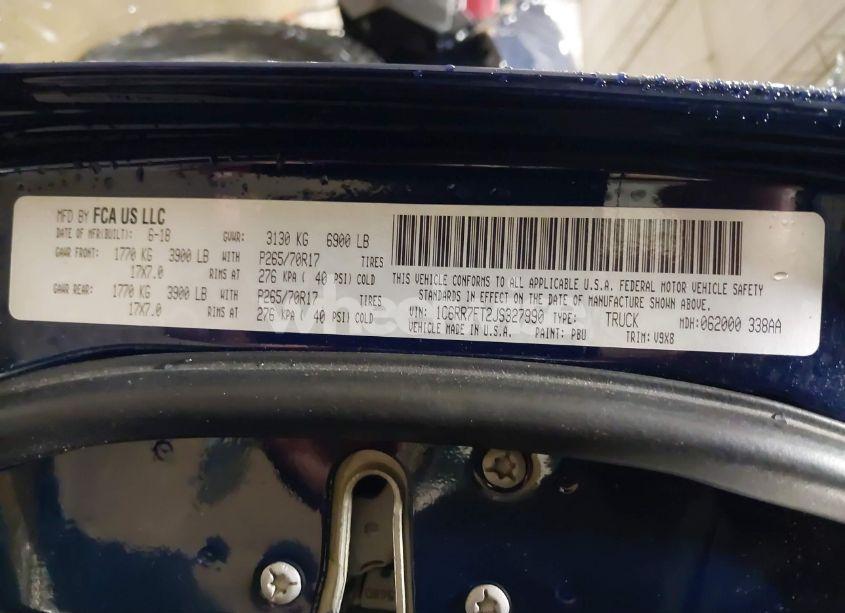 MFD BY FCA US LLC
DATE OF MFR(BUILT): 6-18 GVWR: 3130 KG 6900 LB
GAWR FRONT: 1770 KG 3900 LB WITH P265/70R17 TIRES
17X7.0 RIMS AT 276 KPA ( 40 PSI) COLD
GAWR REAR: 1770 KG 3900 LB WITH P265/70R17 TIRES
17X7.0 RIMS AT 276 KPA ( 40 PSI) COLD
THIS VEHICLE CONFORMS TO ALL APPLICABLE U.S.A. FEDERAL MOTOR VEHICLE SAFETY
STANDARDS IN EFFECT ON THE DATE OF MANUFACTURE SHOWN ABOVE.
VIN: 1C6RR7FT2JS327990 TYPE: TRUCK MDH:062000 338AA
VEHICLE MADE IN U.S.A. PAINT: PBU TRIM: V9X8